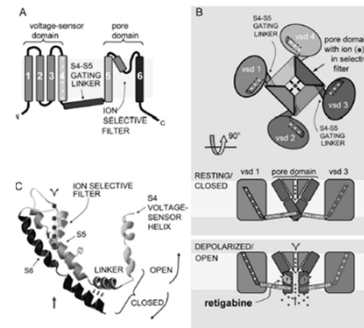 A
voltage-sensor
domain
pore
domain
1
2
3
4
5
6
S4-S5
GATING
LINKER
ION
SELECTIVE
FILTER
N
C
B
S4-S5
GATING
LINKER
vsd 4
vsd 1
pore domain
with ion (●)
in selective
filter
vsd 2
vsd 3
S4-S5
GATING
LINKER
90°
RESTING/
CLOSED
vsd 1
pore domain
vsd 3
DEPOLARIZED/
OPEN
retigabine
C
ION SELECTIVE
FILTER
S4
VOLTAGE-
SENSOR
HELIX
S5
S6
LINKER
OPEN
CLOSED